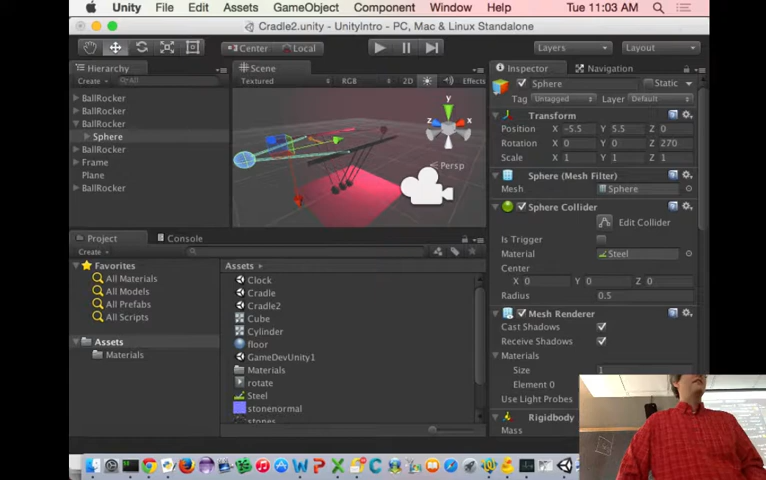 Unity File Edit Assets GameObject Component Window Help Tue 11:03 AM
Cradle2.unity - UnityIntro - PC, Mac & Linux Standalone
Center Local Layers Layout
Hierarchy
Create All
BallRocker
BallRocker
BallRocker
Sphere
BallRocker
Frame
Plane
BallRocker
Scene
Textured RGB 2D Effects
y
z x
Persp
Inspector Navigation
Sphere Static
Tag Untagged Layer Default
Transform
Position X -5.5 Y 5.5 Z 0
Rotation X 0 Y 0 Z 270
Scale X 1 Y 1 Z 1
Sphere (Mesh Filter)
Mesh Sphere
Sphere Collider
Edit Collider
Is Trigger
Material Steel
Center
X 0 Y 0 Z 0
Radius 0.5
Mesh Renderer
Cast Shadows
Receive Shadows
Materials
Size 1
Element 0
Use Light Probes
Rigidbody
Mass
Project Console
Create
Favorites
All Materials
All Models
All Prefabs
All Scripts
Assets
Materials
Assets
Clock
Cradle
Cradle2
Cube
Cylinder
floor
GameDevUnity1
Materials
rotate
Steel
stonenormal
stones